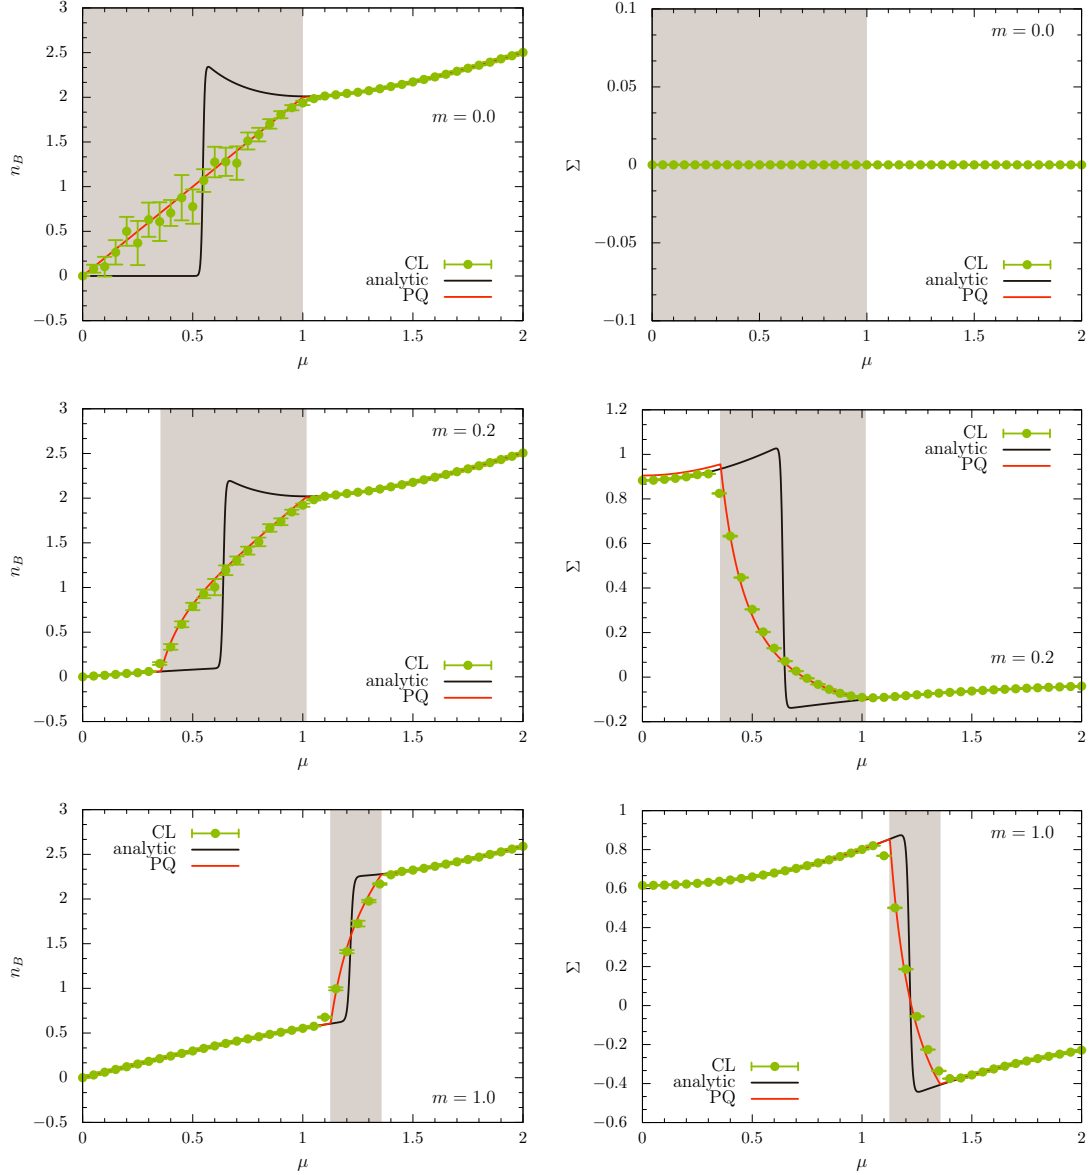 3
2.5
2
1.5
1
0.5
0
−0.5
n_B
m = 0.0
CL
analytic
PQ
0 0.5 1 1.5 2
μ
0.1
0.05
0
−0.05
−0.1
Σ
m = 0.0
CL
analytic
PQ
0 0.5 1 1.5 2
μ
3
2.5
2
1.5
1
0.5
0
−0.5
n_B
m = 0.2
CL
analytic
PQ
0 0.5 1 1.5 2
μ
1.2
1
0.8
0.6
0.4
0.2
0
−0.2
Σ
CL
analytic
PQ
m = 0.2
0 0.5 1 1.5 2
μ
3
2.5
2
1.5
1
0.5
0
−0.5
n_B
CL
analytic
PQ
m = 1.0
0 0.5 1 1.5 2
μ
1
0.8
0.6
0.4
0.2
0
−0.2
−0.4
−0.6
Σ
m = 1.0
CL
analytic
PQ
0 0.5 1 1.5 2
μ